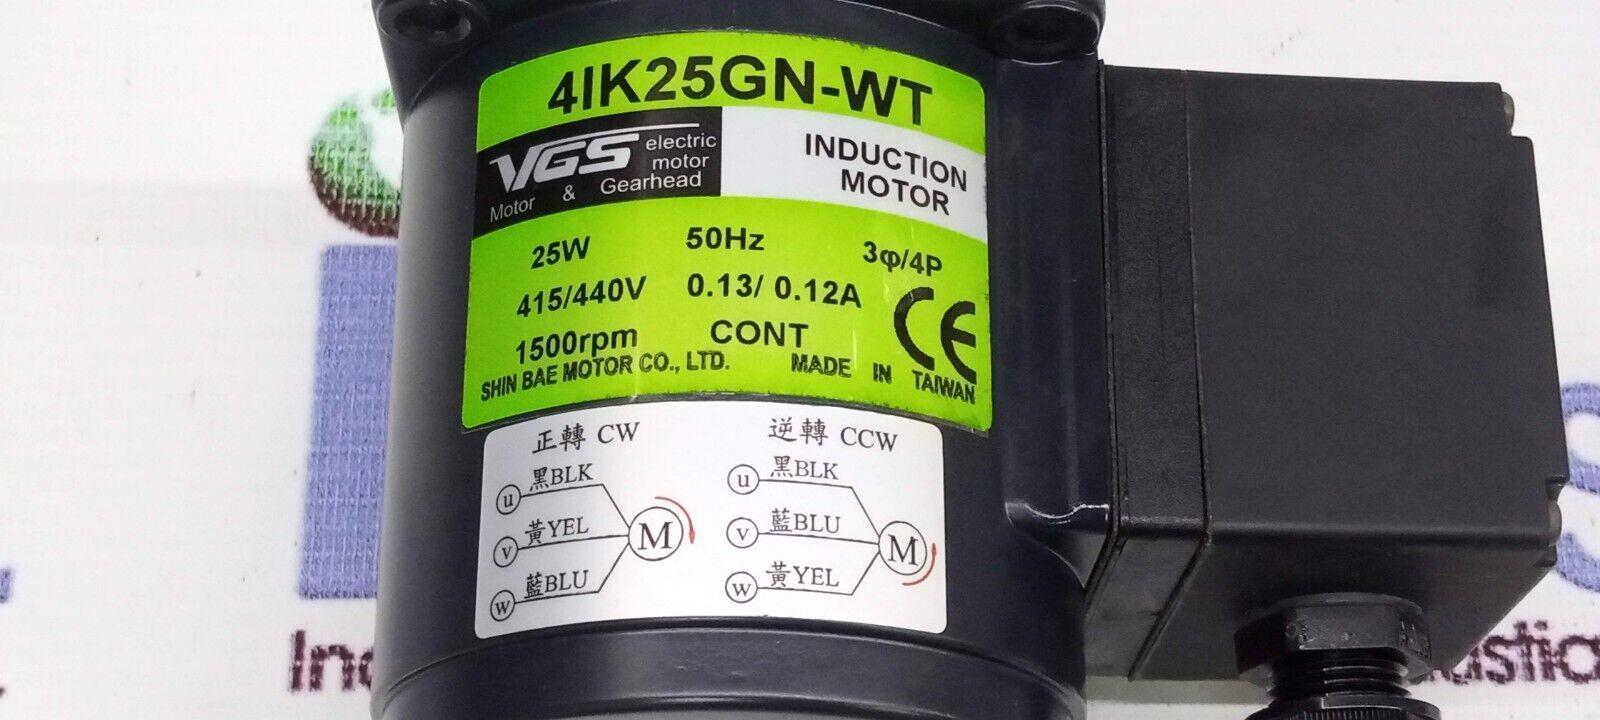 4IK25GN-WT
VGS electric motor & Gearhead
Motor
INDUCTION
MOTOR
25W 50Hz 3φ/4P
415/440V 0.13/ 0.12A
1500rpm CONT CE
SHIN BAE MOTOR CO., LTD. MADE IN TAIWAN
正轉 CW 逆轉 CCW
u 黑BLK u 黑BLK
v 黃YEL M v 藍BLU M
w 藍BLU w 黃YEL